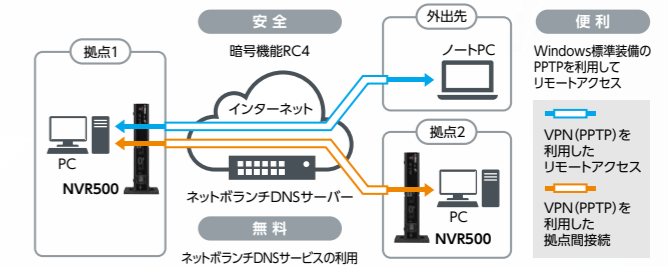 安全
暗号機能RC4
拠点1
PC
NVR500
インターネット
ネットボランチDNSサーバー
無料
ネットボランチDNSサービスの利用
外出先
ノートPC
拠点2
PC
NVR500
便利
Windows標準装備の
PPTPを利用して
リモートアクセス
VPN(PPTP)を
利用した
リモートアクセス
VPN(PPTP)を
利用した
拠点間接続